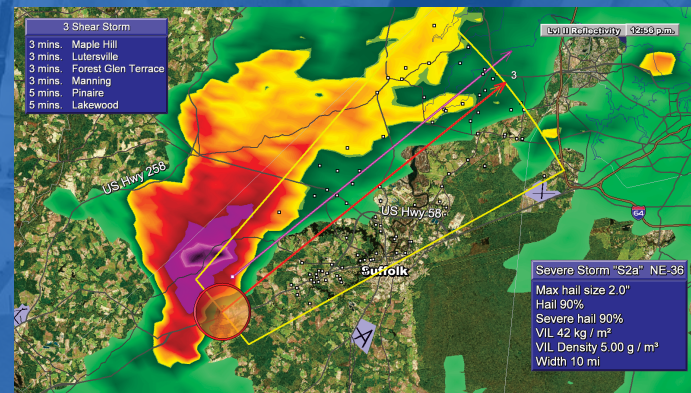 3 Shear Storm
3 mins. Maple Hill
3 mins. Lutersville
3 mins. Forest Glen Terrace
3 mins. Manning
5 mins. Pinaire
5 mins. Lakewood
Lvl II Reflectivity 12:56 p.m.
3
US Hwy 258
US Hwy 58
64
Suffolk
Severe Storm "S2a" NE-36
Max hail size 2.0"
Hail 90%
Severe hail 90%
VIL 42 kg / m²
VIL Density 5.00 g / m³
Width 10 mi